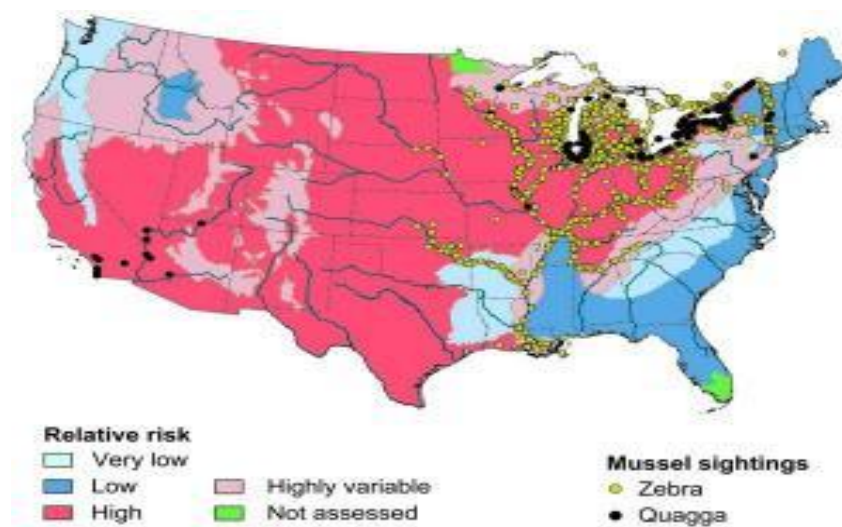 Relative risk
Very low
Low
High
Highly variable
Not assessed
Mussel sightings
Zebra
Quagga